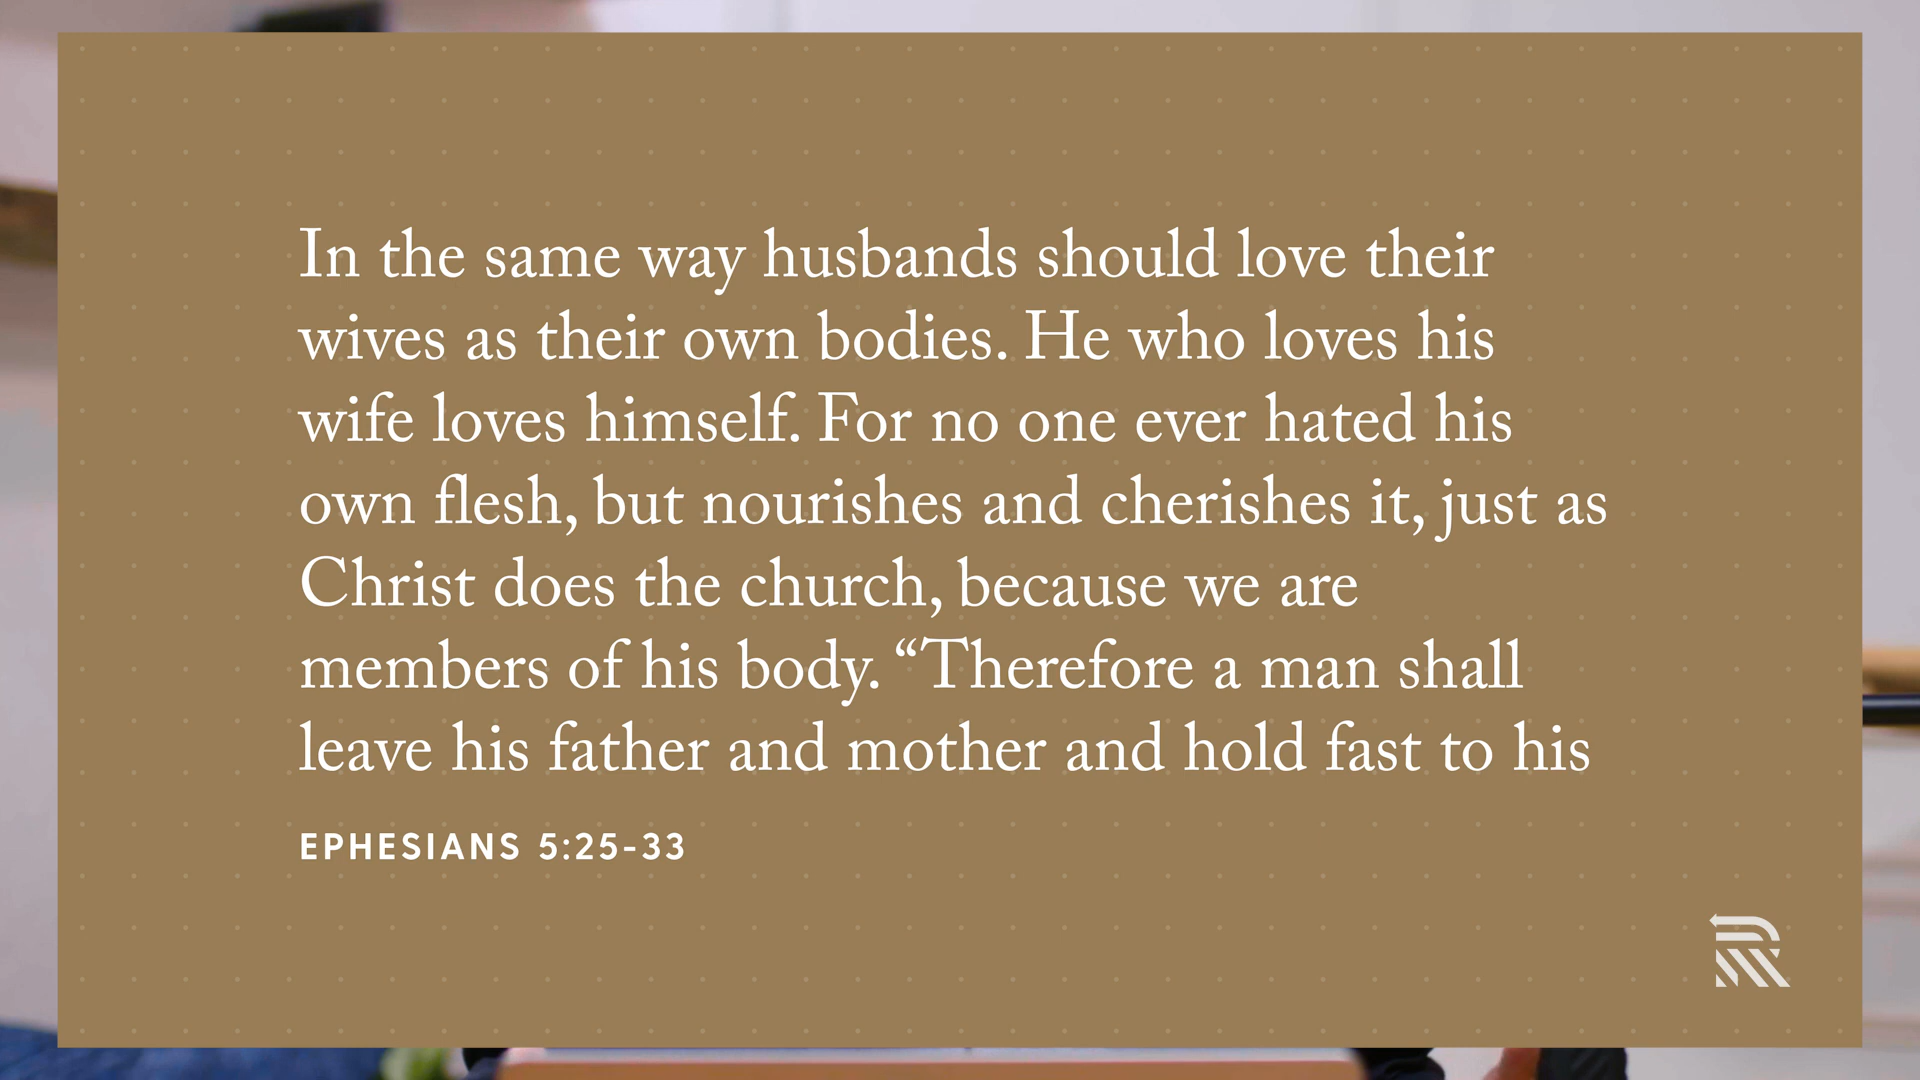 In the same way husbands should love their
wives as their own bodies. He who loves his
wife loves himself. For no one ever hated his
own flesh, but nourishes and cherishes it, just as
Christ does the church, because we are
members of his body. “Therefore a man shall
leave his father and mother and hold fast to his
EPHESIANS 5:25-33